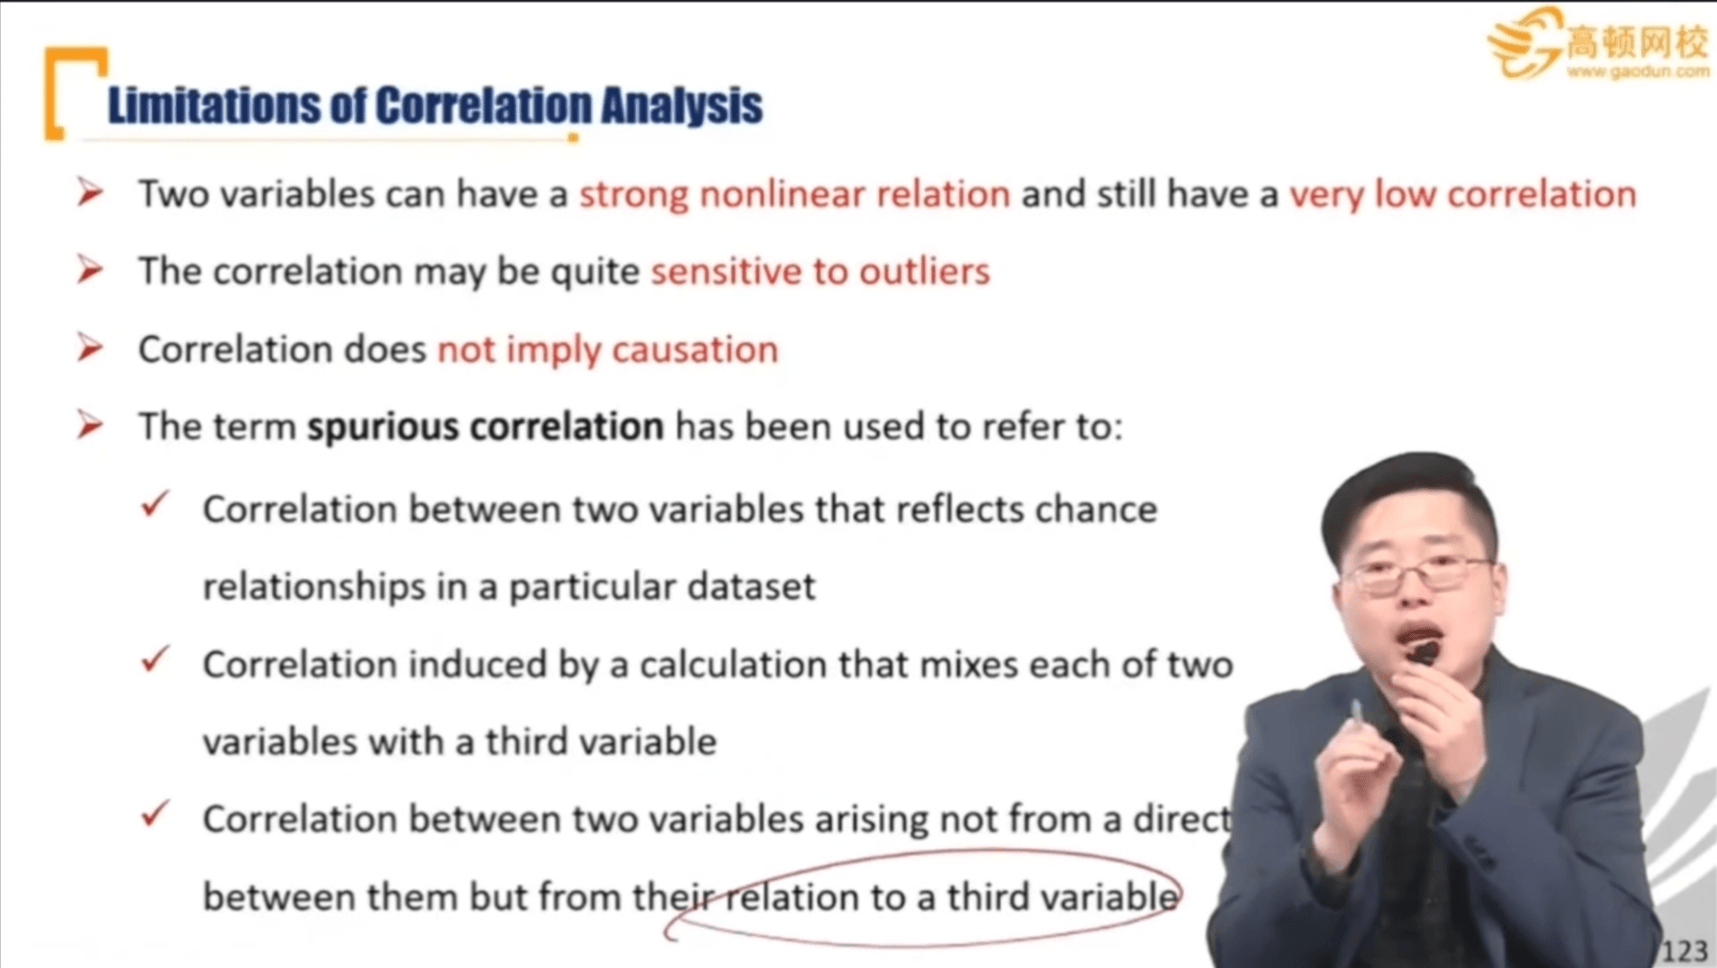 高顿网校
www.gaodun.com
Limitations of Correlation Analysis
Two variables can have a strong nonlinear relation and still have a very low correlation
The correlation may be quite sensitive to outliers
Correlation does not imply causation
The term spurious correlation has been used to refer to:
Correlation between two variables that reflects chance
relationships in a particular dataset
Correlation induced by a calculation that mixes each of two
variables with a third variable
Correlation between two variables arising not from a direct
between them but from their relation to a third variable
123